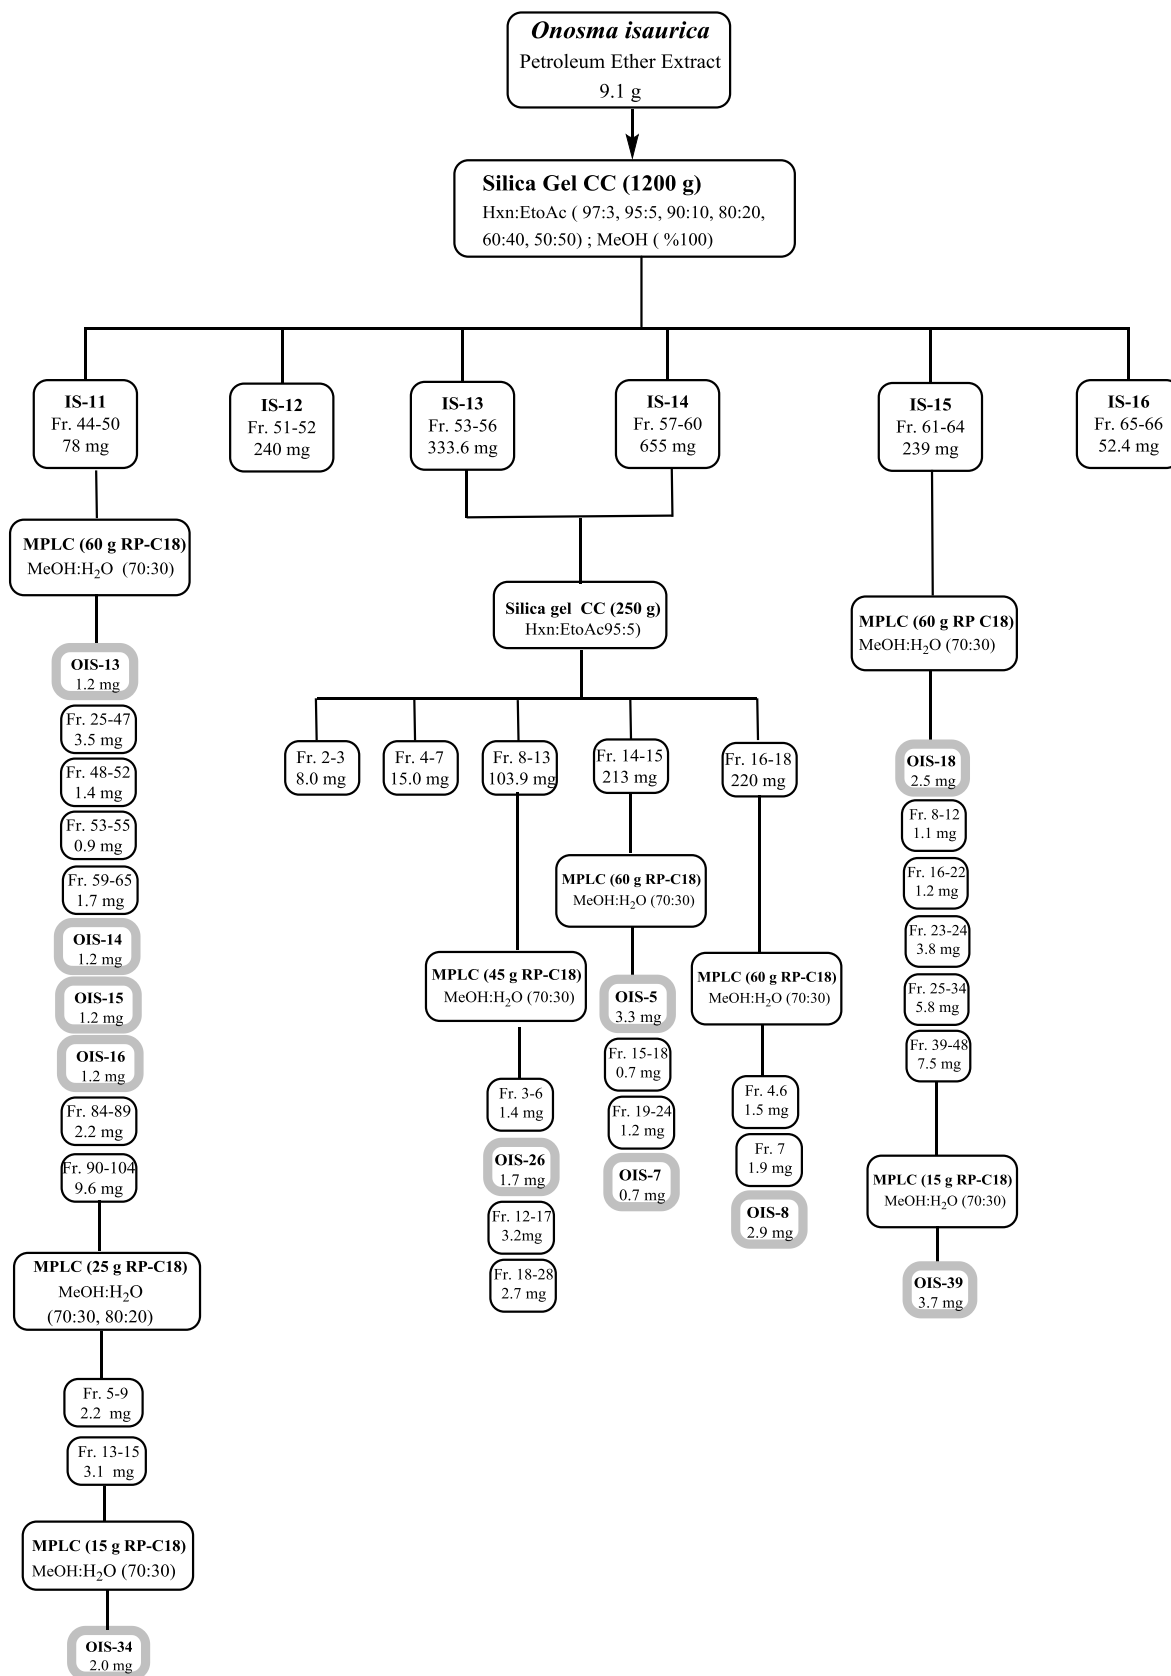 Onosma isaurica
Petroleum Ether Extract
9.1 g
Silica Gel CC (1200 g)
Hxn:EtoAc ( 97:3, 95:5, 90:10, 80:20,
60:40, 50:50) ; MeOH ( %100)
IS-11
Fr. 44-50
78 mg
IS-12
Fr. 51-52
240 mg
IS-13
Fr. 53-56
333.6 mg
IS-14
Fr. 57-60
655 mg
IS-15
Fr. 61-64
239 mg
IS-16
Fr. 65-66
52.4 mg
MPLC (60 g RP-C18)
MeOH:H₂O (70:30)
OIS-13
1.2 mg
Fr. 25-47
3.5 mg
Fr. 48-52
1.4 mg
Fr. 53-55
0.9 mg
Fr. 59-65
1.7 mg
OIS-14
1.2 mg
OIS-15
1.2 mg
OIS-16
1.2 mg
Fr. 84-89
2.2 mg
Fr. 90-104
9.6 mg
MPLC (25 g RP-C18)
MeOH:H₂O
(70:30, 80:20)
Fr. 5-9
2.2 mg
Fr. 13-15
3.1 mg
MPLC (15 g RP-C18)
MeOH:H₂O (70:30)
OIS-34
2.0 mg
Silica gel CC (250 g)
Hxn:EtoAc95:5)
Fr. 2-3
8.0 mg
Fr. 4-7
15.0 mg
Fr. 8-13
103.9 mg
Fr. 14-15
213 mg
Fr. 16-18
220 mg
MPLC (45 g RP-C18)
MeOH:H₂O (70:30)
Fr. 3-6
1.4 mg
OIS-26
1.7 mg
Fr. 12-17
3.2mg
Fr. 18-28
2.7 mg
MPLC (60 g RP-C18)
MeOH:H₂O (70:30)
OIS-5
3.3 mg
Fr. 15-18
0.7 mg
Fr. 19-24
1.2 mg
OIS-7
0.7 mg
MPLC (60 g RP-C18)
MeOH:H₂O (70:30)
Fr. 4.6
1.5 mg
Fr. 7
1.9 mg
OIS-8
2.9 mg
MPLC (60 g RP C18)
MeOH:H₂O (70:30)
OIS-18
2.5 mg
Fr. 8-12
1.1 mg
Fr. 16-22
1.2 mg
Fr. 23-24
3.8 mg
Fr. 25-34
5.8 mg
Fr. 39-48
7.5 mg
MPLC (15 g RP-C18)
MeOH:H₂O (70:30)
OIS-39
3.7 mg